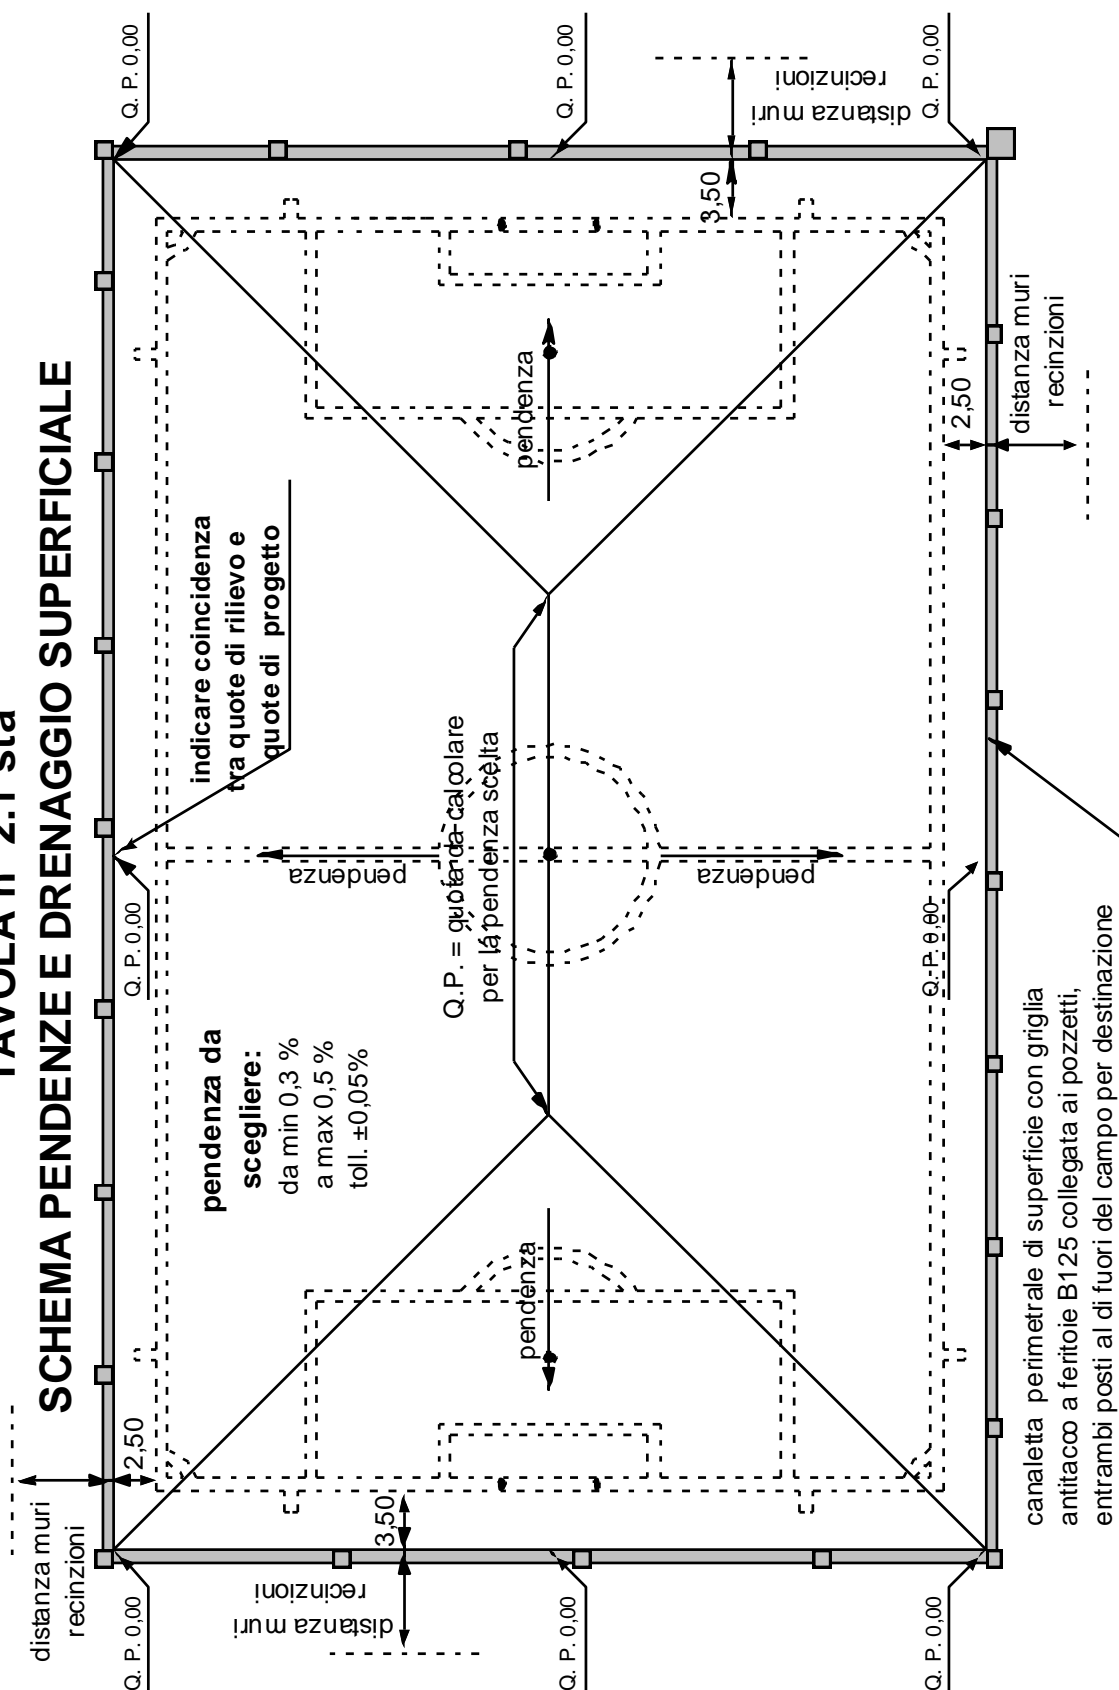 TAVOLA n° 2.1 sta
SCHEMA PENDENZE E DRENAGGIO SUPERFICIALE
distanza muri
recinzioni
2,50
Q. P. 0,00
indicare coincidenza
tra quote di rilievo e
quote di progetto
Q. P. 0,00
Q. P. 0,00
pendenza da
scegliere:
da min 0,3 %
a max 0,5 %
toll. ±0,05%
distanza muri
recinzioni
3,50
pendenza
Q.P. = quota da calcolare
per la pendenza scelta
pendenza
pendenza
pendenza
3,50
distanza muri
recinzioni
Q. P. 0,00
Q. P. 0,00
Q. P. 0,00
Q. P. 0,00
Q. P. 0,00
2,50
distanza muri
recinzioni
canaletta perimetrale di superficie con griglia
antitacco a feritoie B125 collegata ai pozzetti,
entrambi posti al di fuori del campo per destinazione